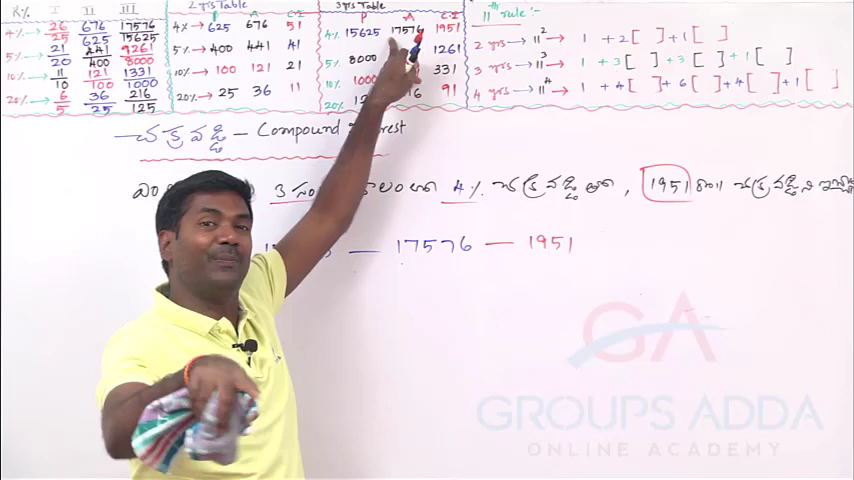 R% I II III
4% → 26/25 676/625 17576/15625
5% → 21/20 441/400 9261/8000
10% → 11/10 121/100 1331/1000
20% → 6/5 36/25 216/125
2 yrs Table
P A C.I
4% → 625 676 51
5% → 400 441 41
10% → 100 121 21
20% → 25 36 11
3 yrs Table
P A C.I
4% 15625 17576 1951
5% 8000 1261
10% 1000 331
20% 91
11th rule :-
2 yrs → 11² → 1 + 2[ ] + 1[ ]
3 yrs → 11³ → 1 + 3[ ] + 3[ ] + 1[ ]
4 yrs → 11⁴ → 1 + 4[ ] + 6[ ] + 4[ ] + 1[ ]
చక్రవడ్డి – Compound
3 4% చక్రవడ్డీ తో, 1951 రూ॥ చక్రవడ్డీని
— 17576 — 1951
GA
GROUPS ADDA
ONLINE ACADEMY